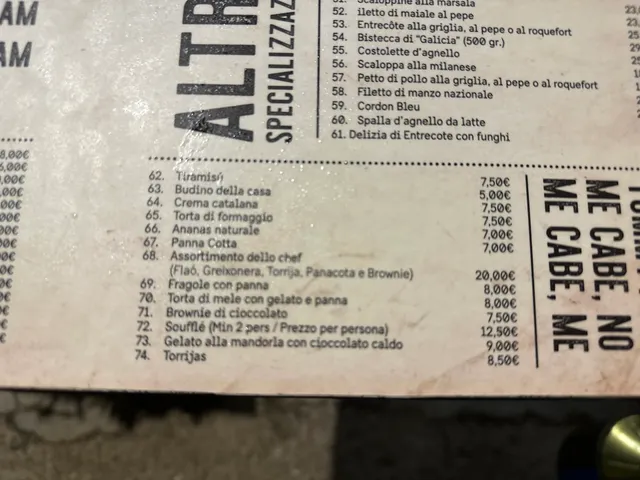 AM
AM
8,00€
ALTR
SPECIALIZZAZ
51. Scaloppine alla marsala
52. iletto di maiale al pepe
53. Entrecôte alla griglia, al pepe o al roquefort
54. Bistecca di "Galicia" (500 gr.)
55. Costolette d'agnello
56. Scaloppa alla milanese
57. Petto di pollo alla griglia, al pepe o al roquefort
58. Filetto di manzo nazionale
59. Cordon Bleu
60. Spalla d'agnello da latte
61. Delizia di Entrecote con funghi
62. Tiramisú 7,50€
63. Budino della casa 5,00€
64. Crema catalana 7,50€
65. Torta di formaggio 7,50€
66. Ananas naturale 7,00€
67. Panna Cotta 7,00€
68. Assortimento dello chef
(Flaó, Greixonera, Torrija, Panacota e Brownie) 20,00€
69. Fragole con panna 8,00€
70. Torta di mele con gelato e panna 8,00€
71. Brownie di cioccolato 7,50€
72. Soufflé (Min 2 pers / Prezzo per persona) 12,50€
73. Gelato alla mandorla con cioccolato caldo 9,00€
74. Torrijas 8,50€
ME CABE, NO
ME CABE, ME